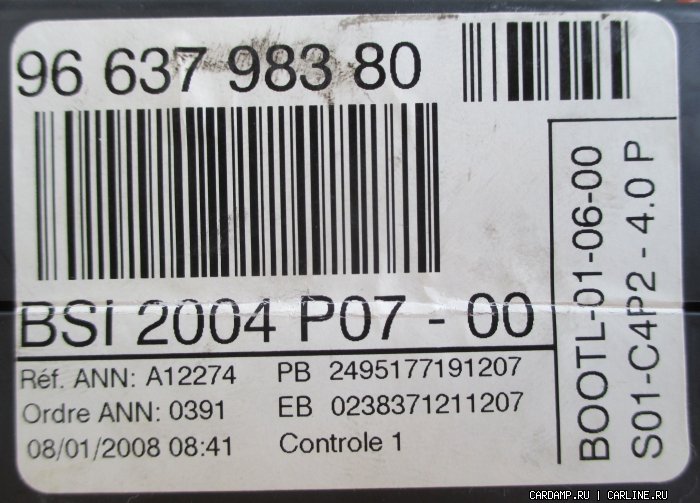 96 637 983 80
BSI 2004 P07 - 00
Réf. ANN: A12274 PB 2495177191207
Ordre ANN: 0391 EB 0238371211207
08/01/2008 08:41 Controle 1
BOOTL-01-06-00
S01-C4P2 - 4.0 P
CARDAMP.RU | CARLINE.RU